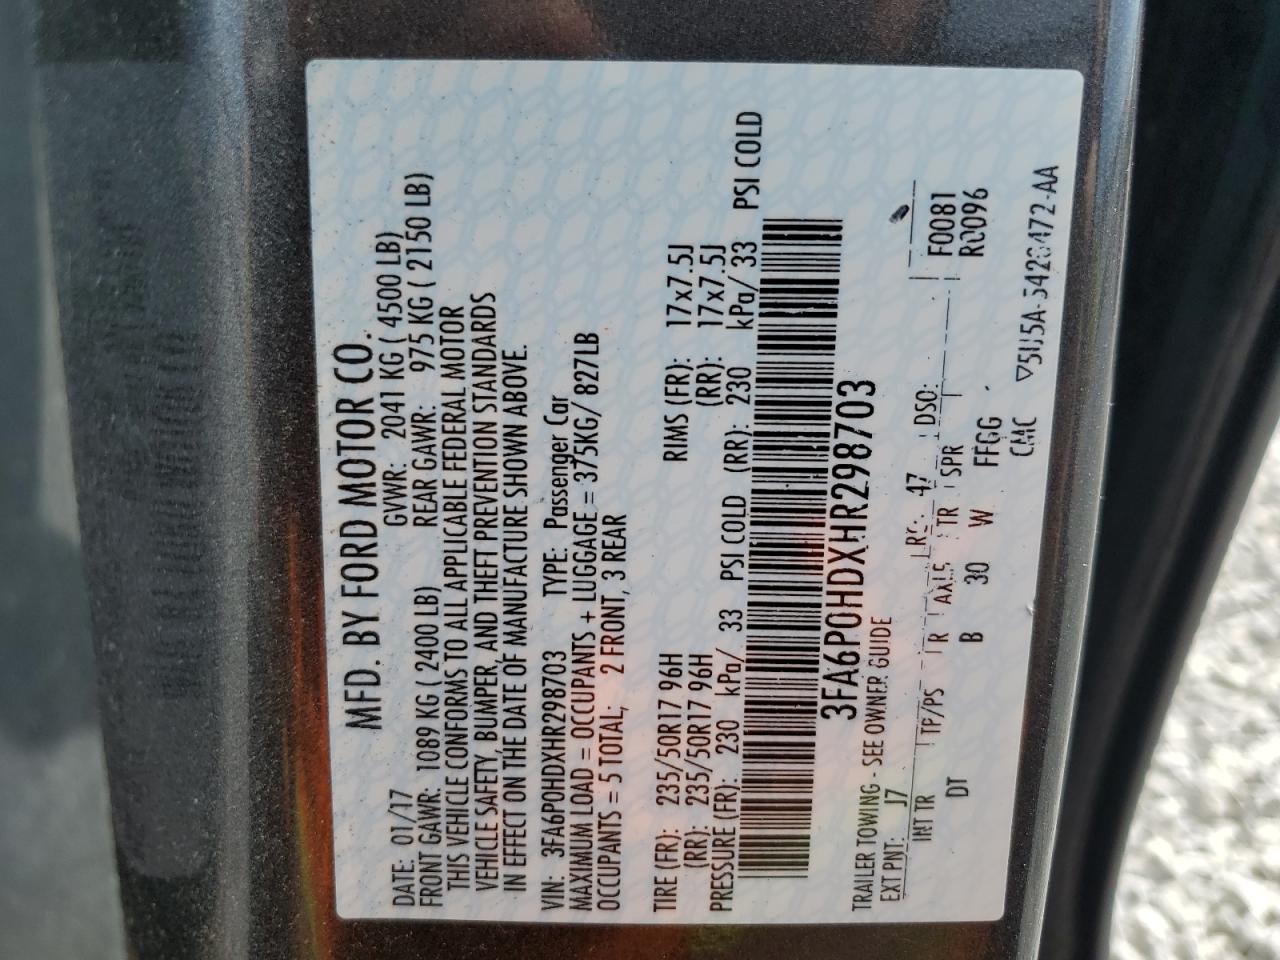 MFD. BY FORD MOTOR CO.
DATE: 01/17 GVWR: 2041 KG ( 4500 LB)
FRONT GAWR: 1089 KG ( 2400 LB) REAR GAWR: 975 KG ( 2150 LB)
THIS VEHICLE CONFORMS TO ALL APPLICABLE FEDERAL MOTOR
VEHICLE SAFETY, BUMPER, AND THEFT PREVENTION STANDARDS
IN EFFECT ON THE DATE OF MANUFACTURE SHOWN ABOVE.
VIN: 3FA6P0HDXHR298703 TYPE: Passenger Car
MAXIMUM LOAD = OCCUPANTS + LUGGAGE = 375KG/ 827LB
OCCUPANTS = 5 TOTAL; 2 FRONT, 3 REAR
TIRE (FR): 235/50R17 96H RIMS (FR): 17x7.5J
(RR): 235/50R17 96H (RR): 17x7.5J
PRESSURE (FR): 230 kPa/ 33 PSI COLD (RR): 230 kPa/ 33 PSI COLD
3FA6P0HDXHR298703
TRAILER TOWING - SEE OWNER GUIDE
EXT PNT: J7 RC: 47 DSO:
INT TR TP/PS R AXLE TR SPR F0081
DT B 30 W FFGG R0096
CMC